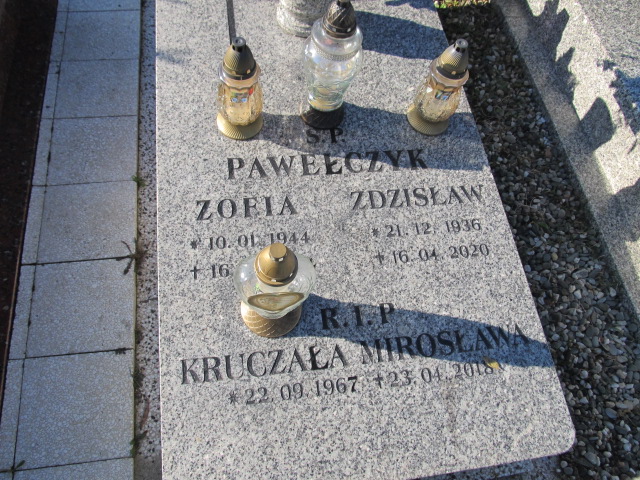 Ś.P.
PAWEŁCZYK
ZOFIA ZDZISŁAW
* 10.01.1944 * 21.12.1936
† 16 † 16.04.2020
R.I.P
KRUCZAŁA MIROSŁAWA
* 22.09.1967 † 23.04.2018